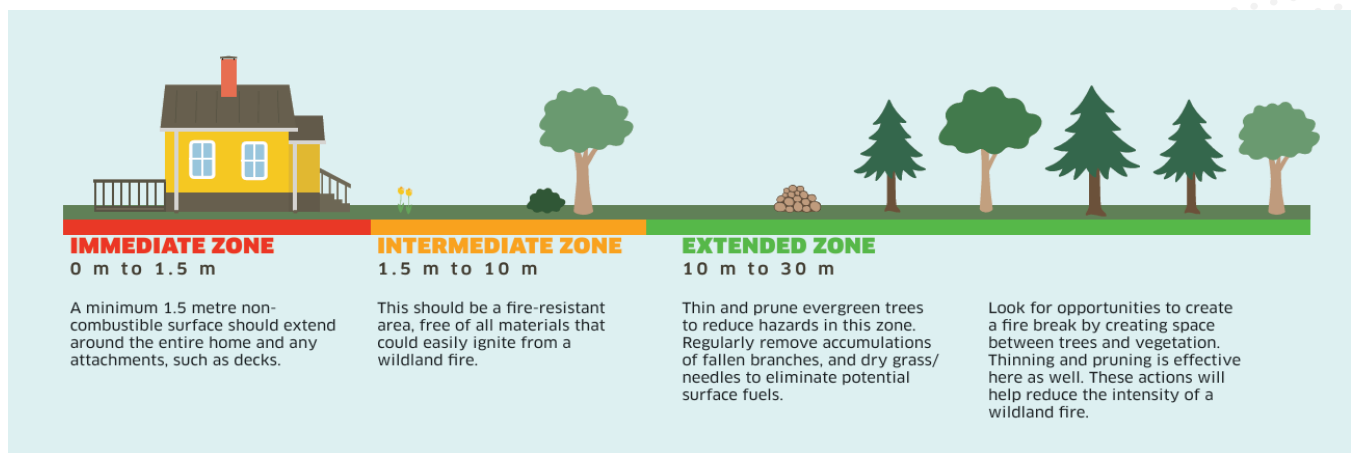 IMMEDIATE ZONE
0 m to 1.5 m
A minimum 1.5 metre non-
combustible surface should extend
around the entire home and any
attachments, such as decks.
INTERMEDIATE ZONE
1.5 m to 10 m
This should be a fire-resistant
area, free of all materials that
could easily ignite from a
wildland fire.
EXTENDED ZONE
10 m to 30 m
Thin and prune evergreen trees
to reduce hazards in this zone.
Regularly remove accumulations
of fallen branches, and dry grass/
needles to eliminate potential
surface fuels.
Look for opportunities to create
a fire break by creating space
between trees and vegetation.
Thinning and pruning is effective
here as well. These actions will
help reduce the intensity of a
wildland fire.